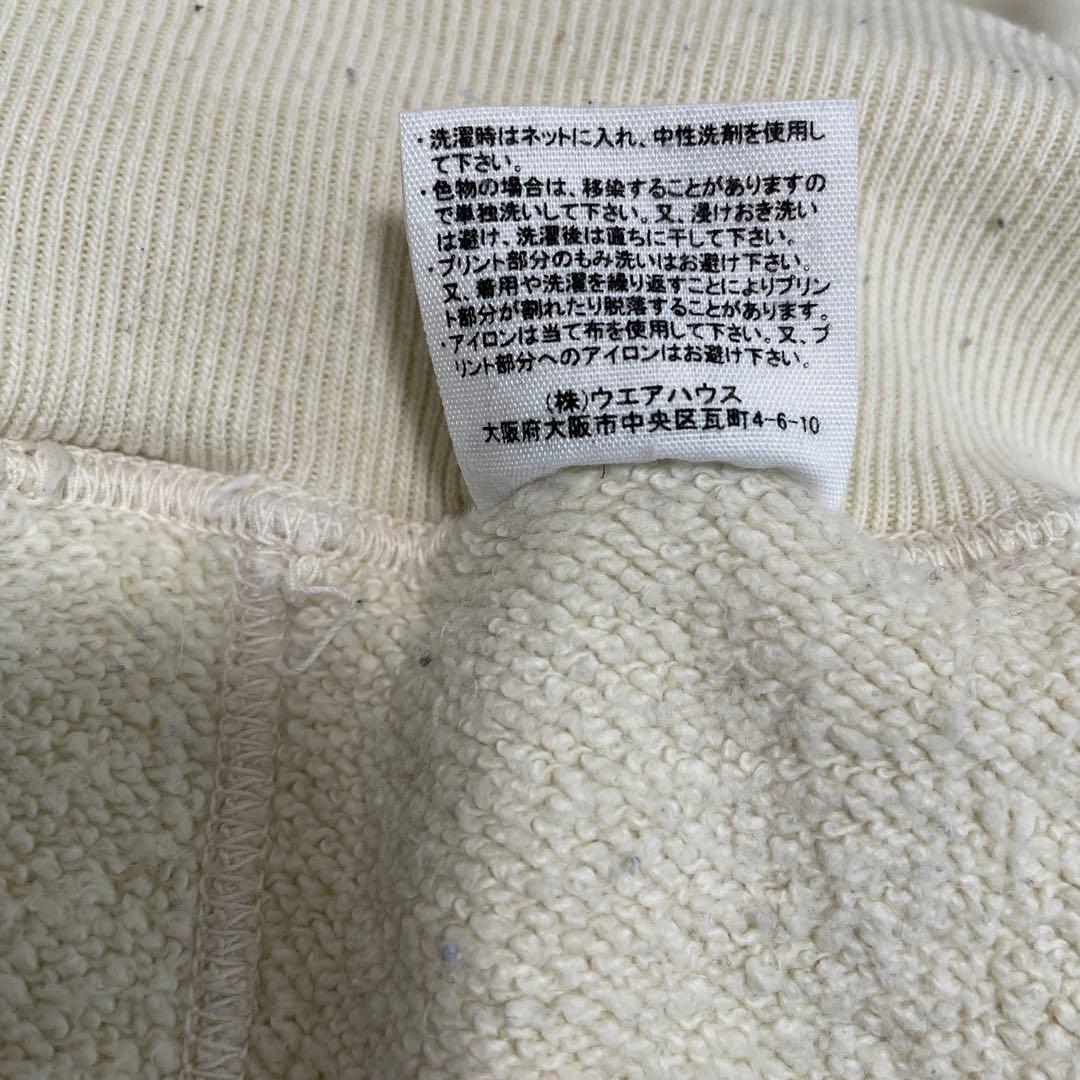 ・洗濯時はネットに入れ、中性洗剤を使用し
て下さい。
・色物の場合は、移染することがありますの
で単独洗いして下さい。又、浸けおき洗い
は避け、洗濯後は直ちに干して下さい。
・プリント部分のもみ洗いはお避け下さい。
又、着用や洗濯を繰り返すことによりプリン
ト部分が割れたり脱落することがあります。
・アイロンは当て布を使用して下さい。又、プ
リント部分へのアイロンはお避け下さい。
(株)ウエアハウス
大阪府大阪市中央区瓦町4-6-10